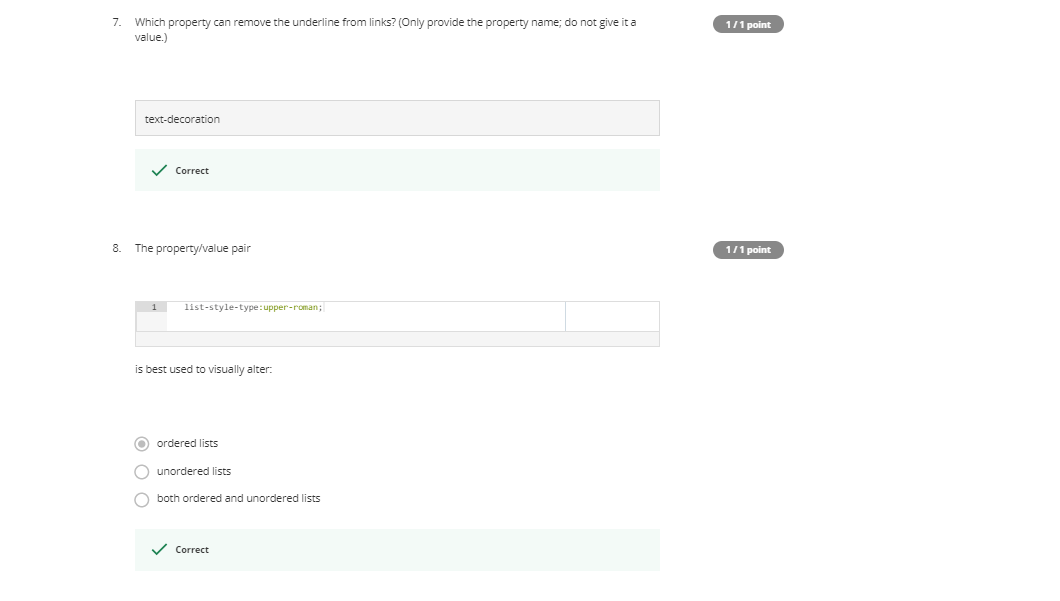 7. Which property can remove the underline from links? (Only provide the property name; do not give it a
value.)
1 / 1 point
text-decoration
Correct
8. The property/value pair
1 / 1 point
1 list-style-type:upper-roman;
is best used to visually alter:
ordered lists
unordered lists
both ordered and unordered lists
Correct